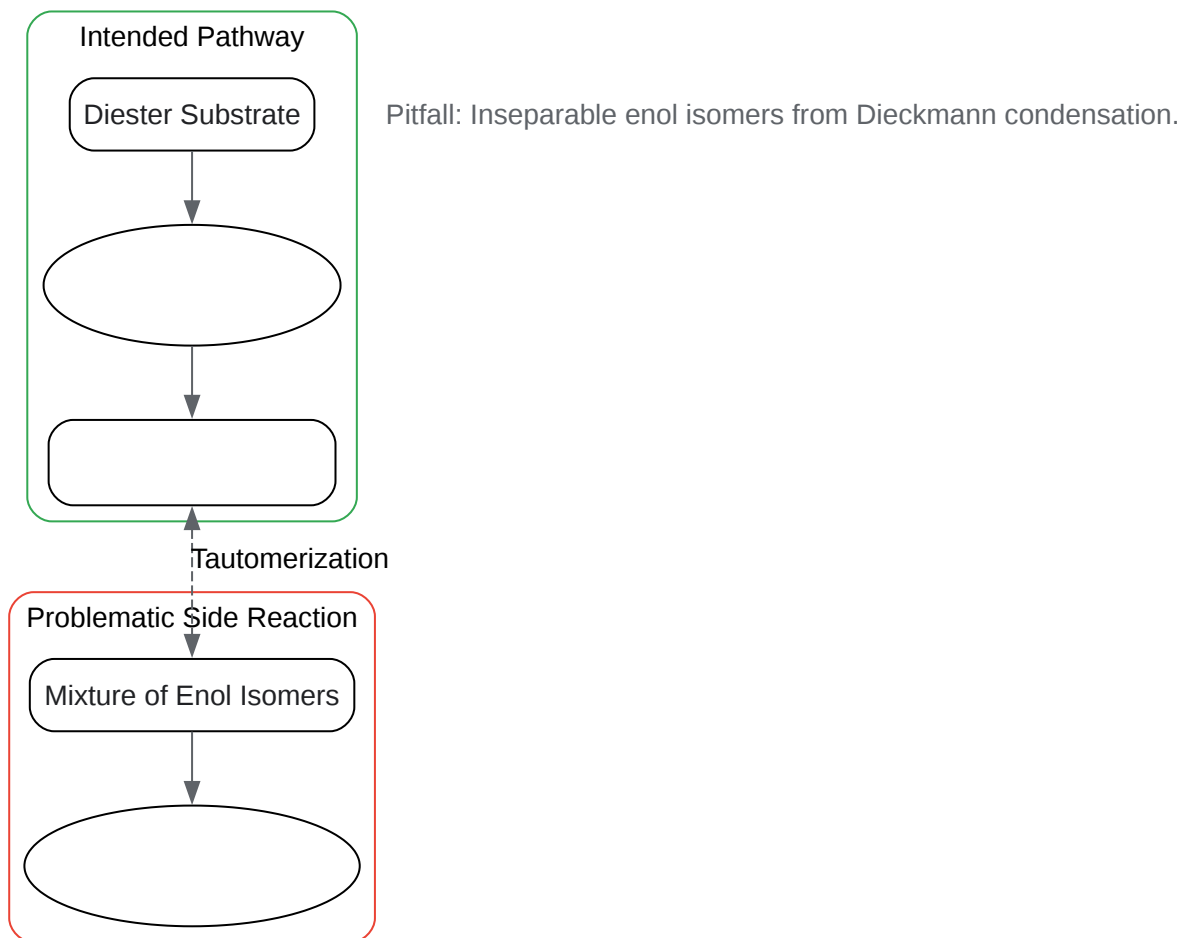 Intended Pathway
Diester Substrate
Pitfall: Inseparable enol isomers from Dieckmann condensation.
Tautomerization
Problematic Side Reaction
Mixture of Enol Isomers